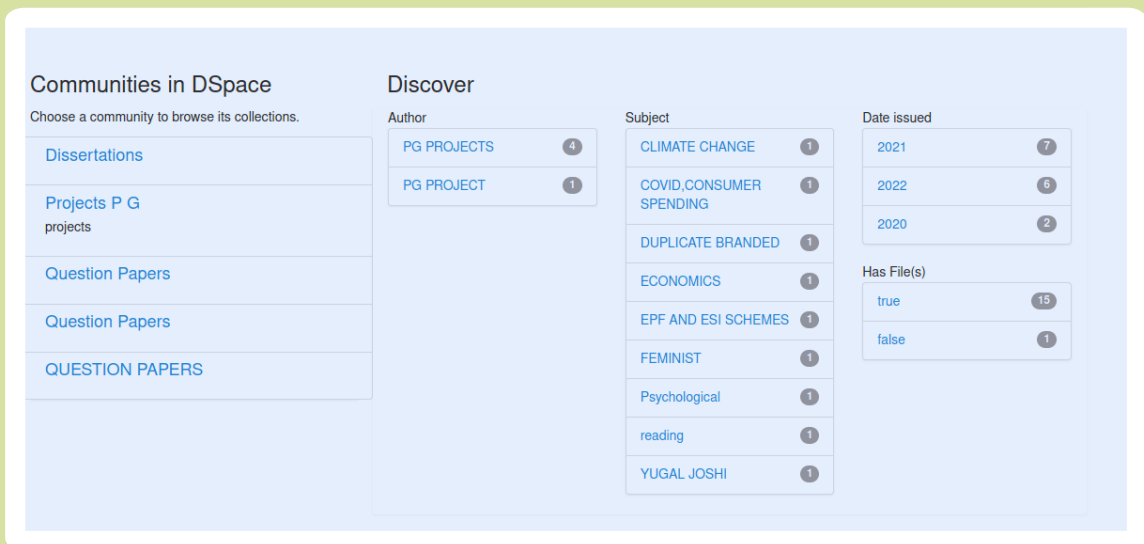 Communities in DSpace
Choose a community to browse its collections.
Dissertations
Projects P G
projects
Question Papers
Question Papers
QUESTION PAPERS
Discover
Author
PG PROJECTS 4
PG PROJECT 1
Subject
CLIMATE CHANGE 1
COVID,CONSUMER 1
SPENDING
DUPLICATE BRANDED 1
ECONOMICS 1
EPF AND ESI SCHEMES 1
FEMINIST 1
Psychological 1
reading 1
YUGAL JOSHI 1
Date issued
2021 7
2022 6
2020 2
Has File(s)
true 15
false 1